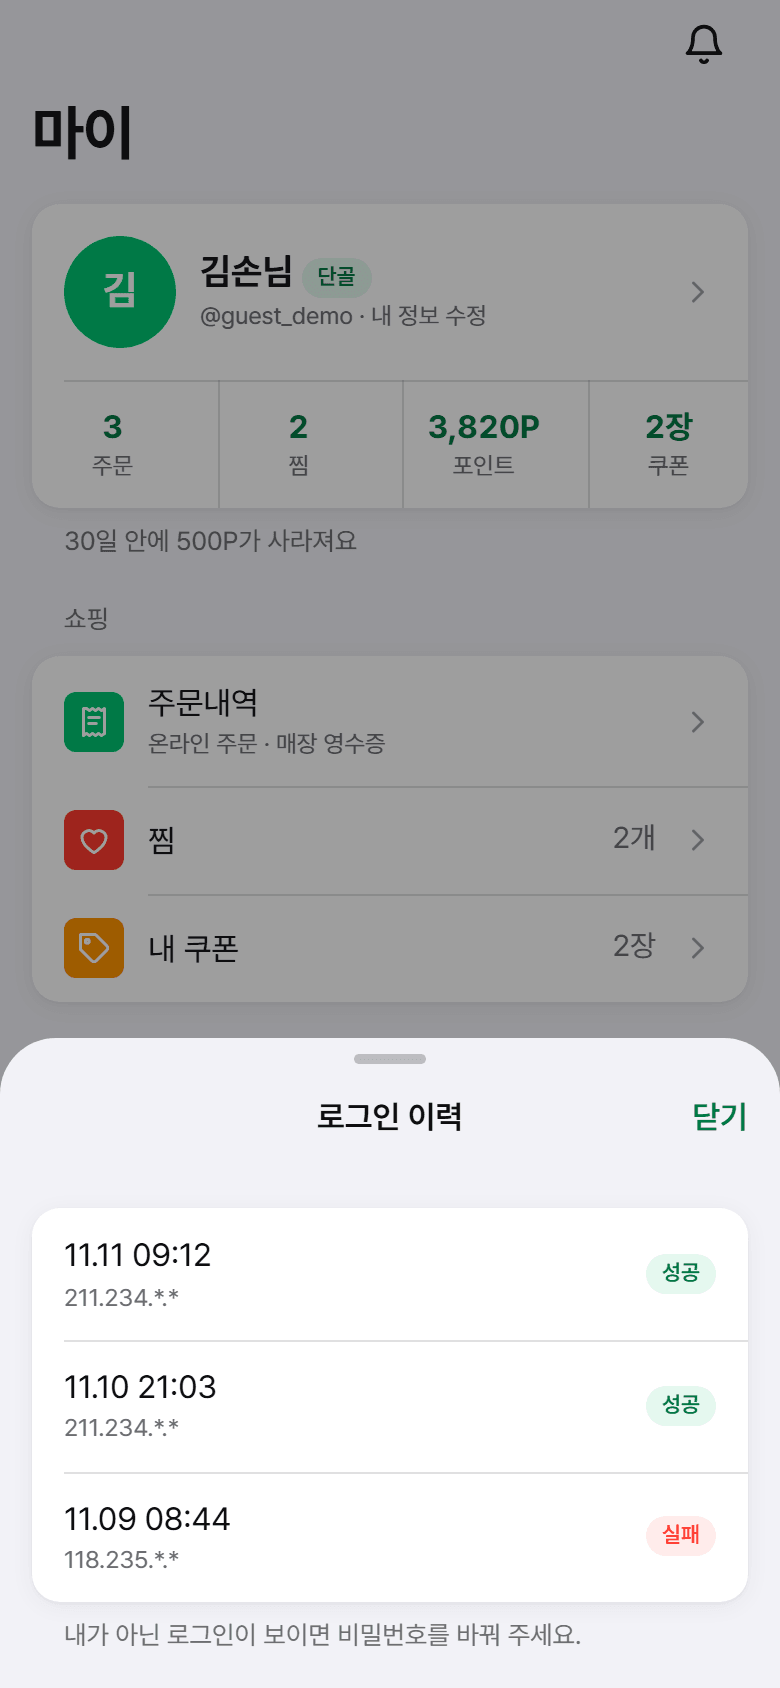 마이
김
김손님 단골
@guest_demo · 내 정보 수정
3 2 3,820P 2장
주문 찜 포인트 쿠폰
30일 안에 500P가 사라져요
쇼핑
주문내역
온라인 주문 · 매장 영수증
찜 2개
내 쿠폰 2장
로그인 이력 닫기
11.11 09:12
211.234.*.*
성공
11.10 21:03
211.234.*.*
성공
11.09 08:44
118.235.*.*
실패
내가 아닌 로그인이 보이면 비밀번호를 바꿔 주세요.